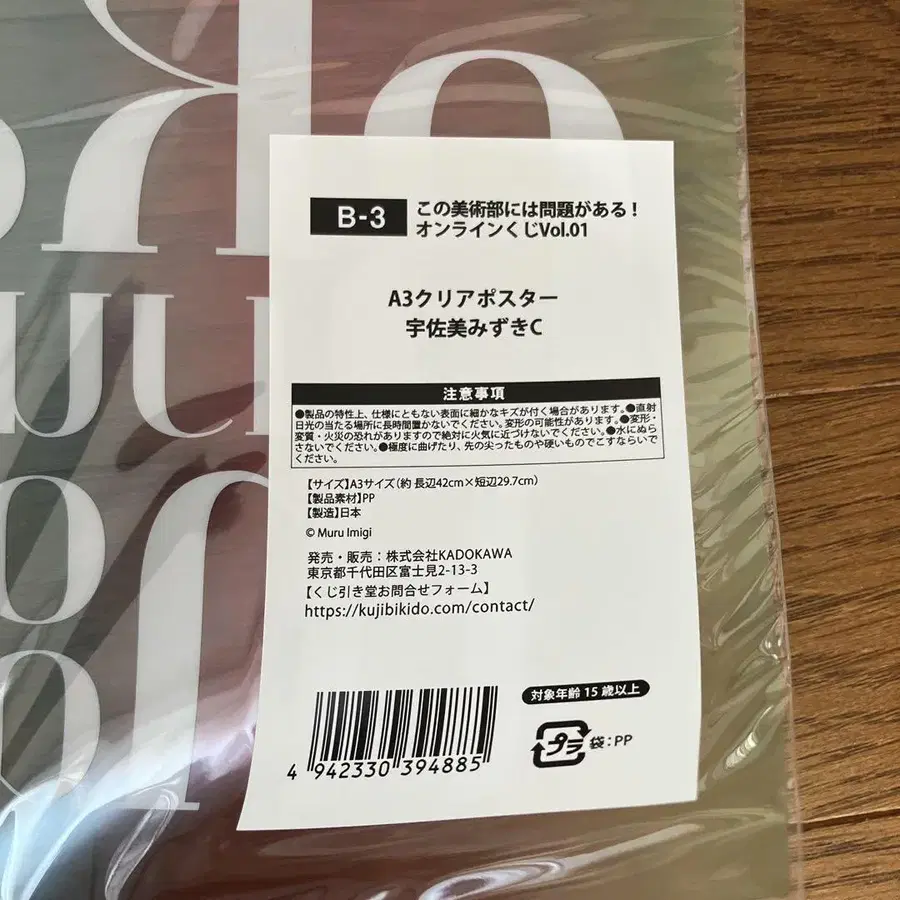 B-3
この美術部には問題がある！
オンラインくじVol.01
A3クリアポスター
宇佐美みずきC
注意事項
●製品の特性上、仕様にともない表面に細かなキズが付く場合があります。●直射
日光の当たる場所に長時間置かないでください。変形の可能性があります。●変形・
変質・火災の恐れがありますので絶対に火気に近づけないでください。●水にぬら
さないでください。●極度に曲げたり、先の尖ったものや硬いものでこすらないで
ください。
【サイズ】A3サイズ（約 長辺42cm×短辺29.7cm）
【製品素材】PP
【製造】日本
© Muru Imigi
発売・販売：株式会社KADOKAWA
東京都千代田区富士見2-13-3
【くじ引き堂お問合せフォーム】
https://kujibikido.com/contact/
対象年齢 15 歳以上
プラ 袋：PP
4 942330 394885